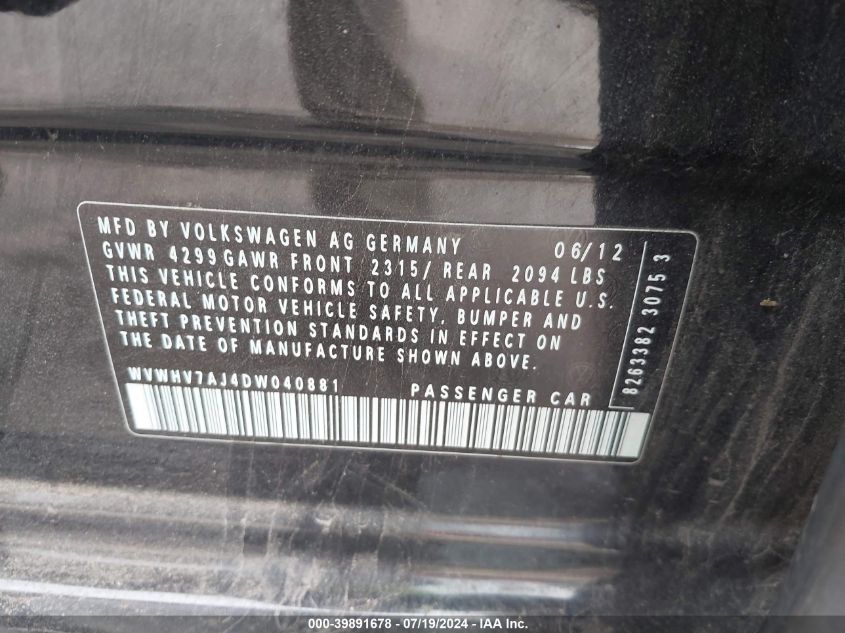 MFD BY VOLKSWAGEN AG GERMANY 06/12
GVWR 4299 GAWR FRONT 2315/ REAR 2094 LBS
THIS VEHICLE CONFORMS TO ALL APPLICABLE U.S.
FEDERAL MOTOR VEHICLE SAFETY, BUMPER AND
THEFT PREVENTION STANDARDS IN EFFECT ON
THE DATE OF MANUFACTURE SHOWN ABOVE.
WVWHV7AJ4DW040881 PASSENGER CAR
8263382 3075 3
000-39891678 - 07/19/2024 - IAA Inc.